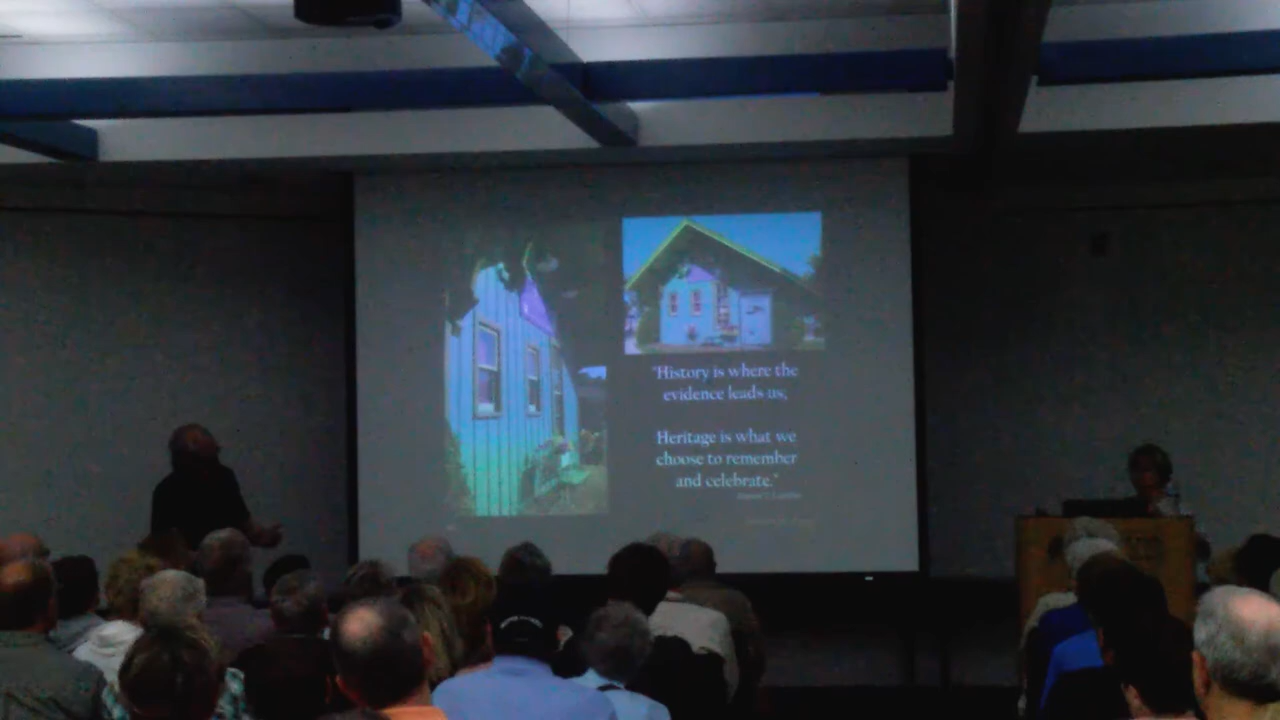 "History is where the
evidence leads us;
Heritage is what we
choose to remember
and celebrate."